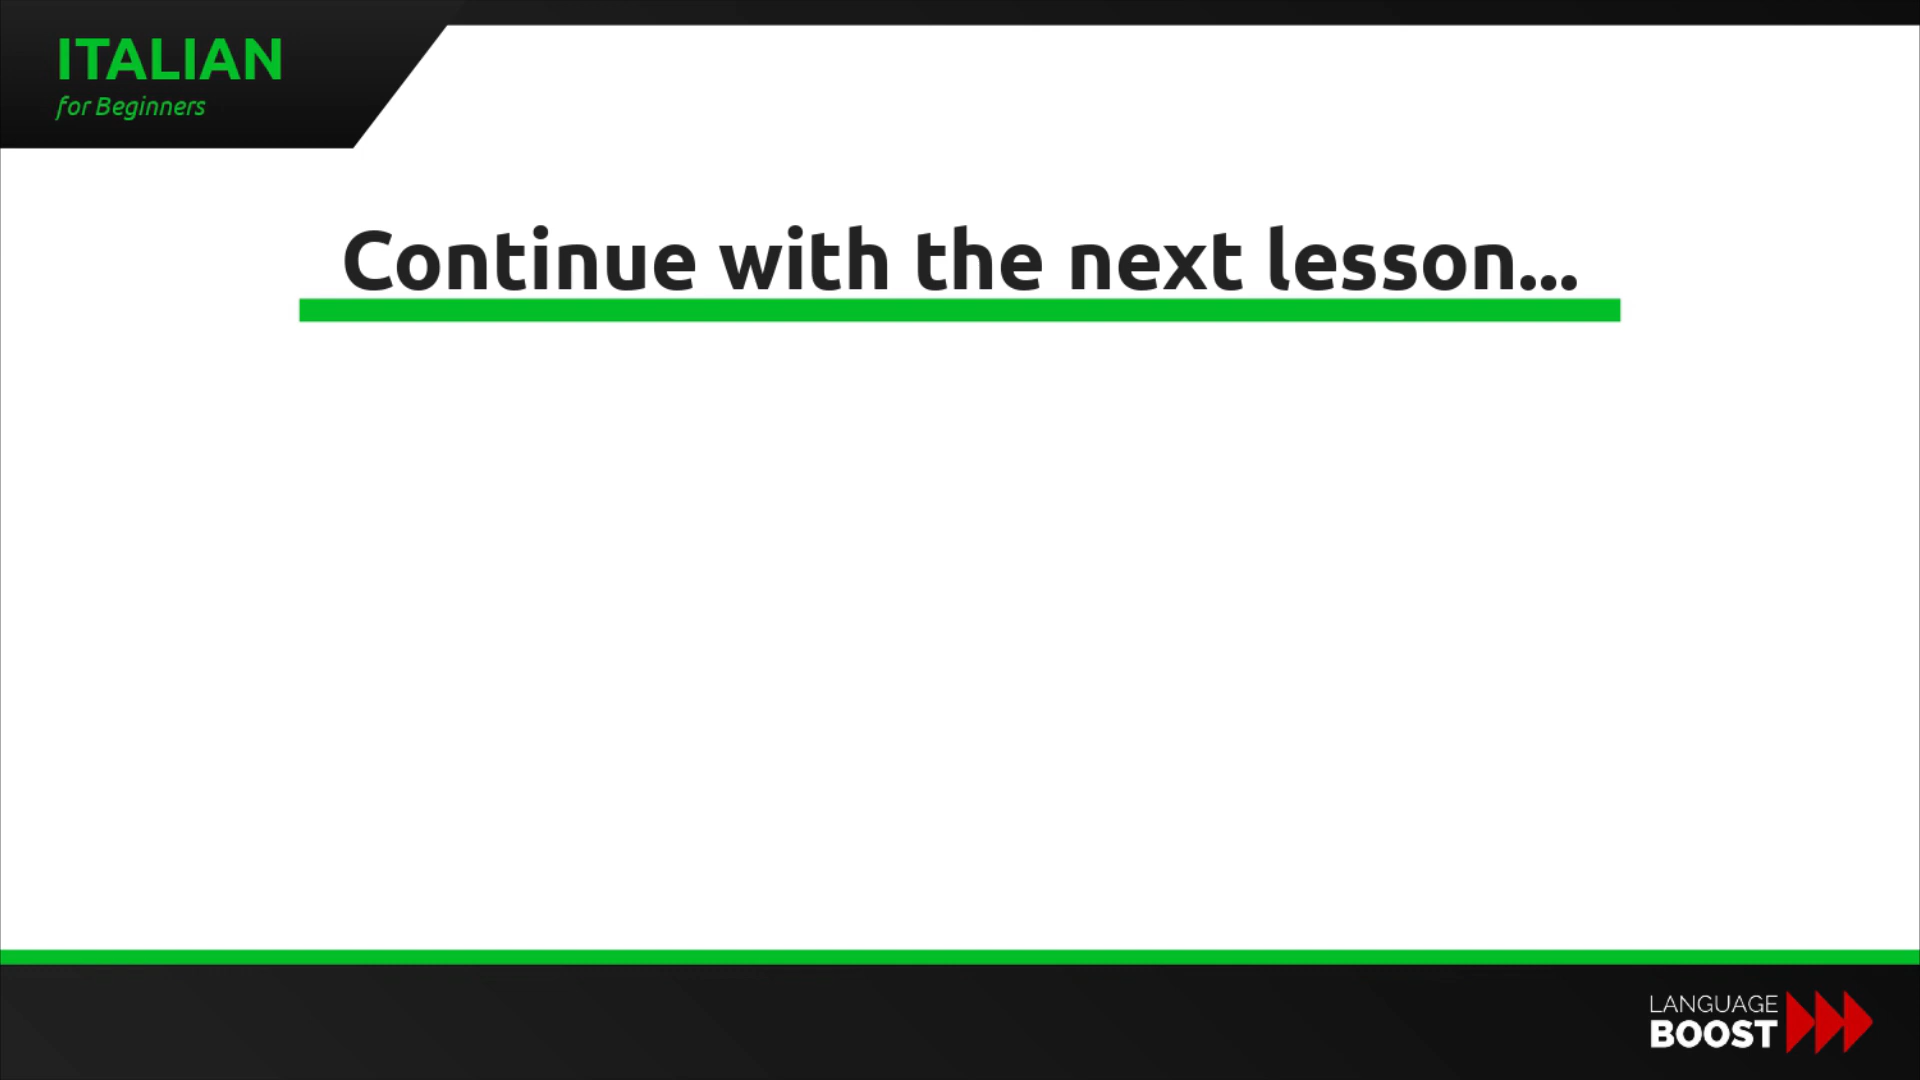 ITALIAN
for Beginners
Continue with the next lesson...
LANGUAGE
BOOST